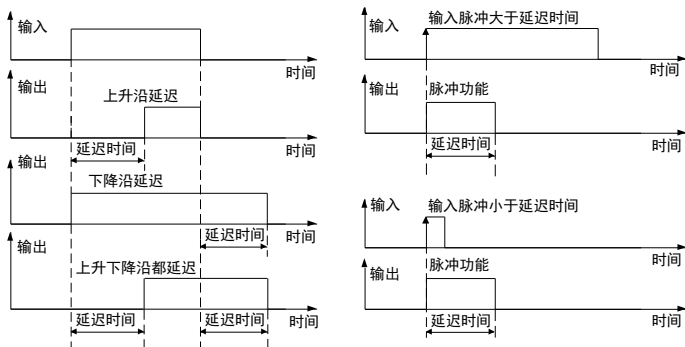 输入
时间
输出
上升沿延迟
延迟时间
时间
输出
下降沿延迟
延迟时间
时间
输出
上升下降沿都延迟
延迟时间
延迟时间
时间
输入
输入脉冲大于延迟时间
时间
输出
脉冲功能
延迟时间
时间
输入
输入脉冲小于延迟时间
时间
输出
脉冲功能
延迟时间
时间